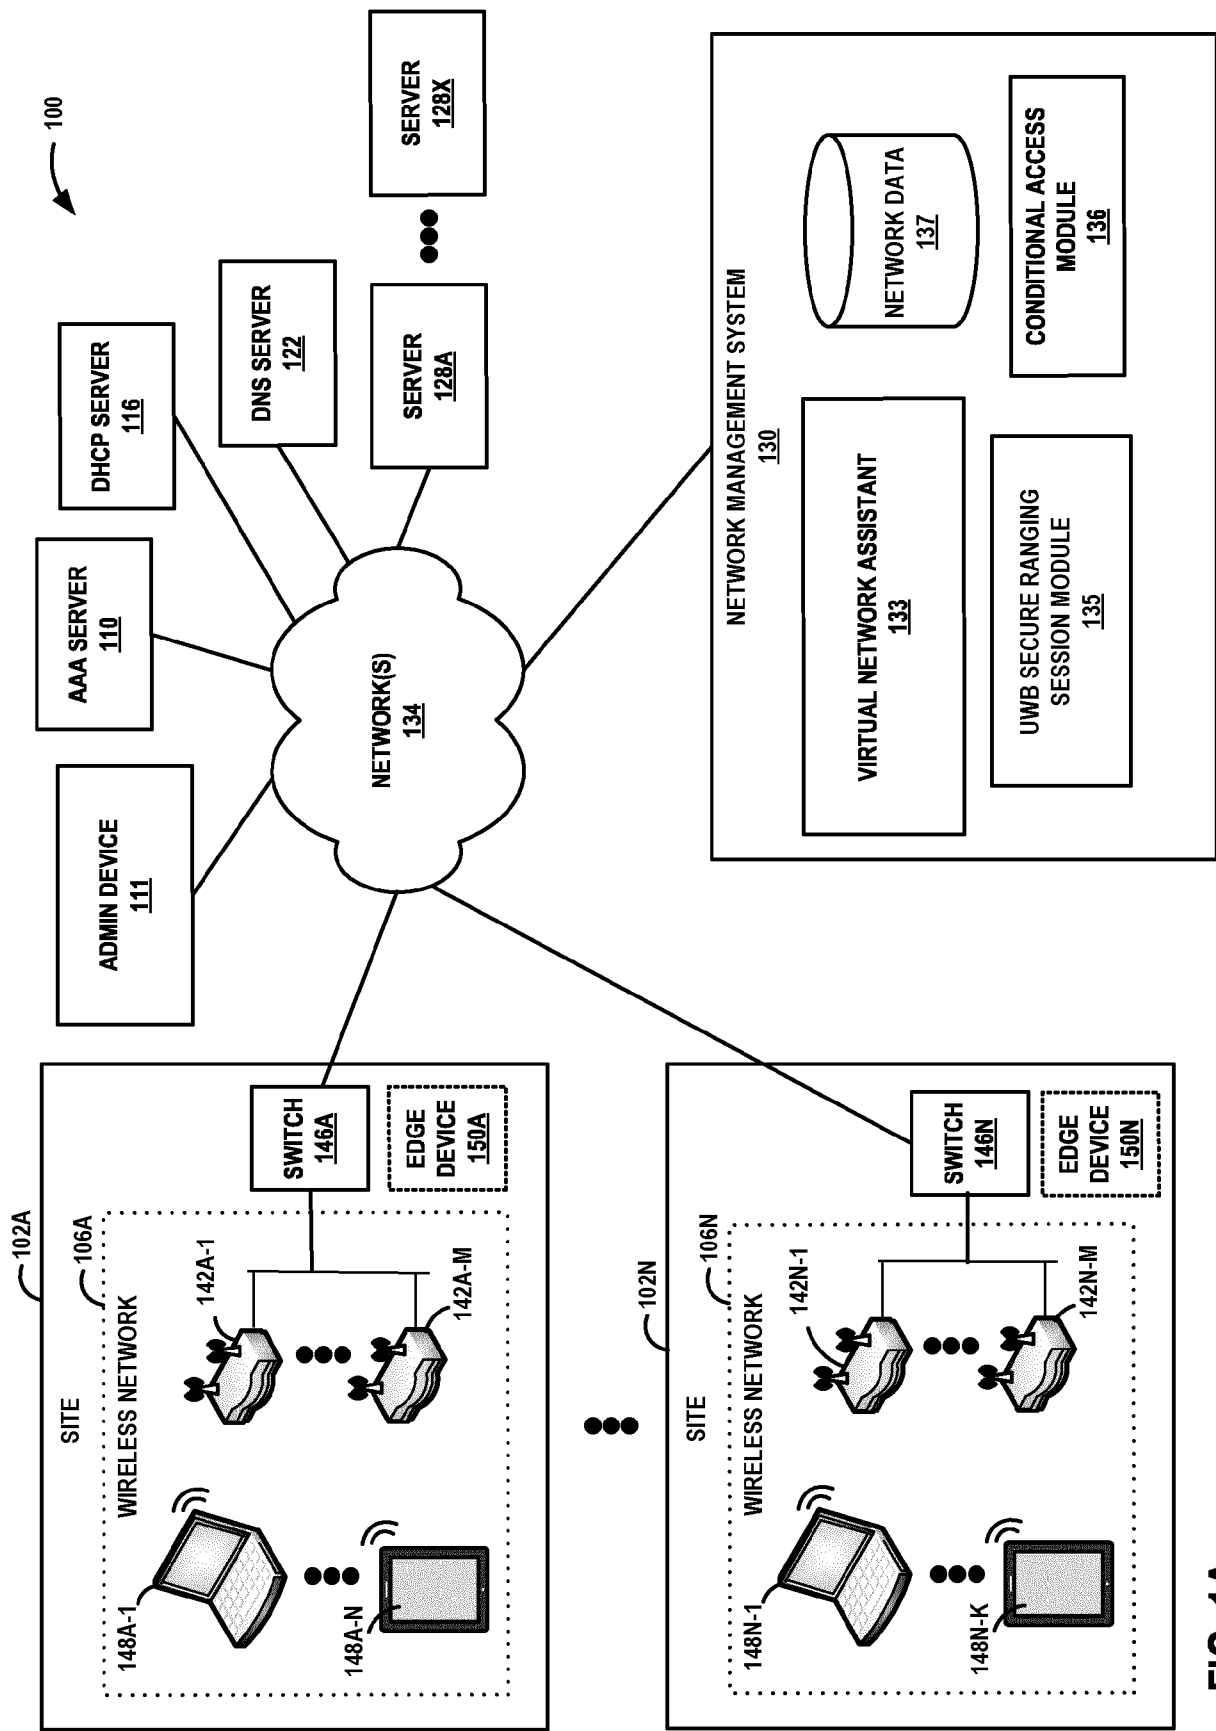 100
102A
SITE
106A
WIRELESS NETWORK
148A-1
148A-N
142A-1
142A-M
SWITCH
146A
EDGE
DEVICE
150A
ADMIN DEVICE
111
AAA SERVER
110
DHCP SERVER
116
DNS SERVER
122
SERVER
128A
SERVER
128X
NETWORK(S)
134
102N
SITE
106N
WIRELESS NETWORK
148N-1
148N-K
142N-1
142N-M
SWITCH
146N
EDGE
DEVICE
150N
NETWORK MANAGEMENT SYSTEM
130
VIRTUAL NETWORK ASSISTANT
133
NETWORK DATA
137
UWB SECURE RANGING
SESSION MODULE
135
CONDITIONAL ACCESS
MODULE
136
FIG. 1A